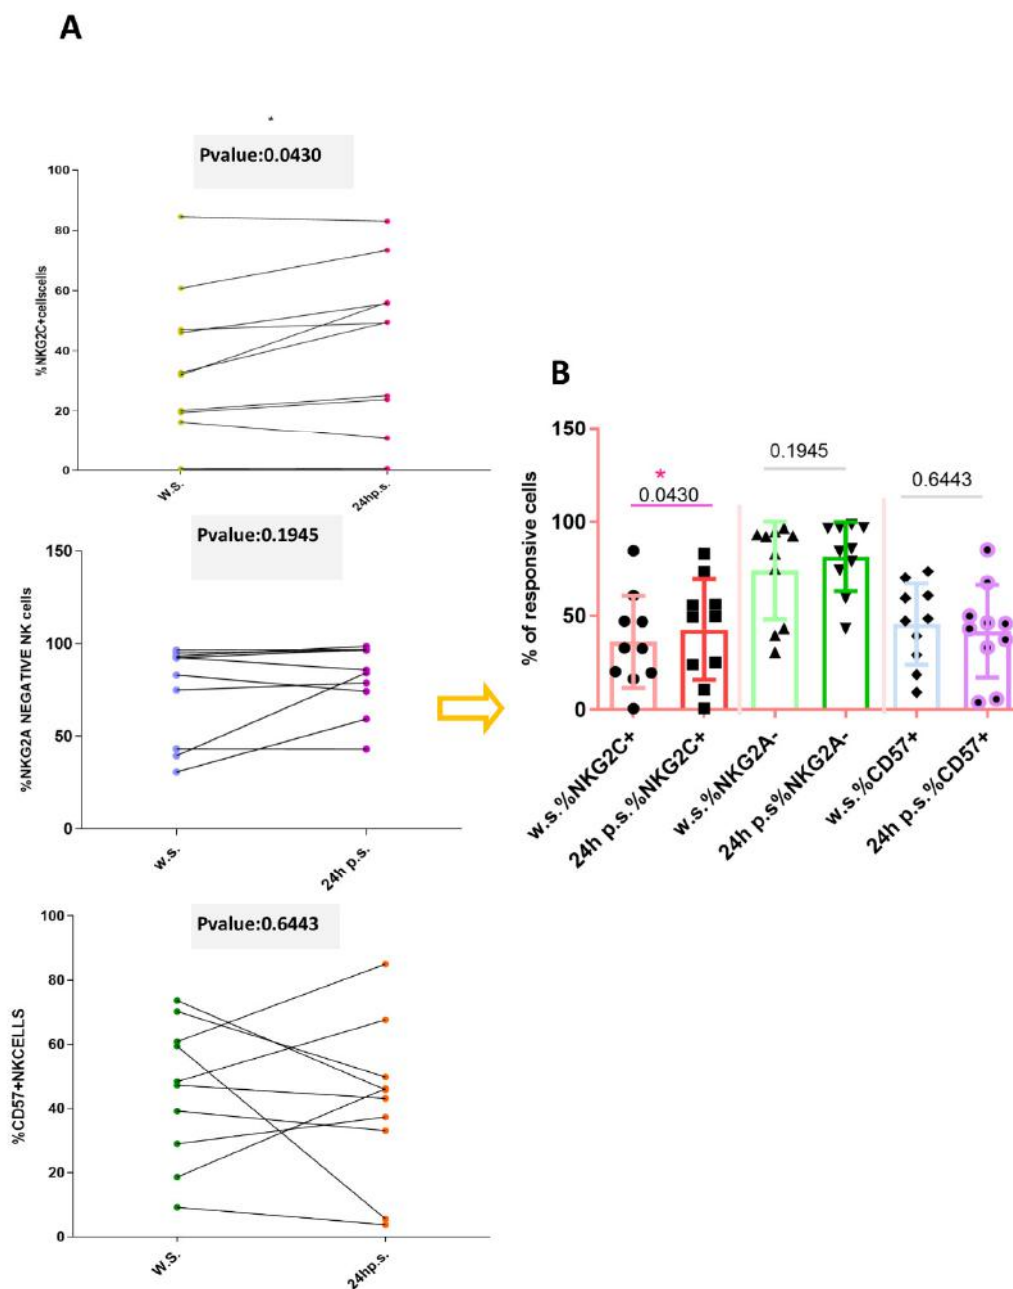 A
*
Pvalue:0.0430
100
80
60
40
20
0
%NKG2C+cellscells
W.S.
24hp.s.
Pvalue:0.1945
150
100
50
0
%NKG2A NEGATIVE NK cells
w.s.
24h p.s.
Pvalue:0.6443
100
80
60
40
20
0
%CD57+NKCELLS
W.S.
24hp.s.
B
150
100
50
0
% of responsive cells
*
0.0430
0.1945
0.6443
w.s.%NKG2C+
24h p.s.%NKG2C+
w.s.%NKG2A-
24h p.s%NKG2A-
w.s.%CD57+
24h p.s.%CD57+